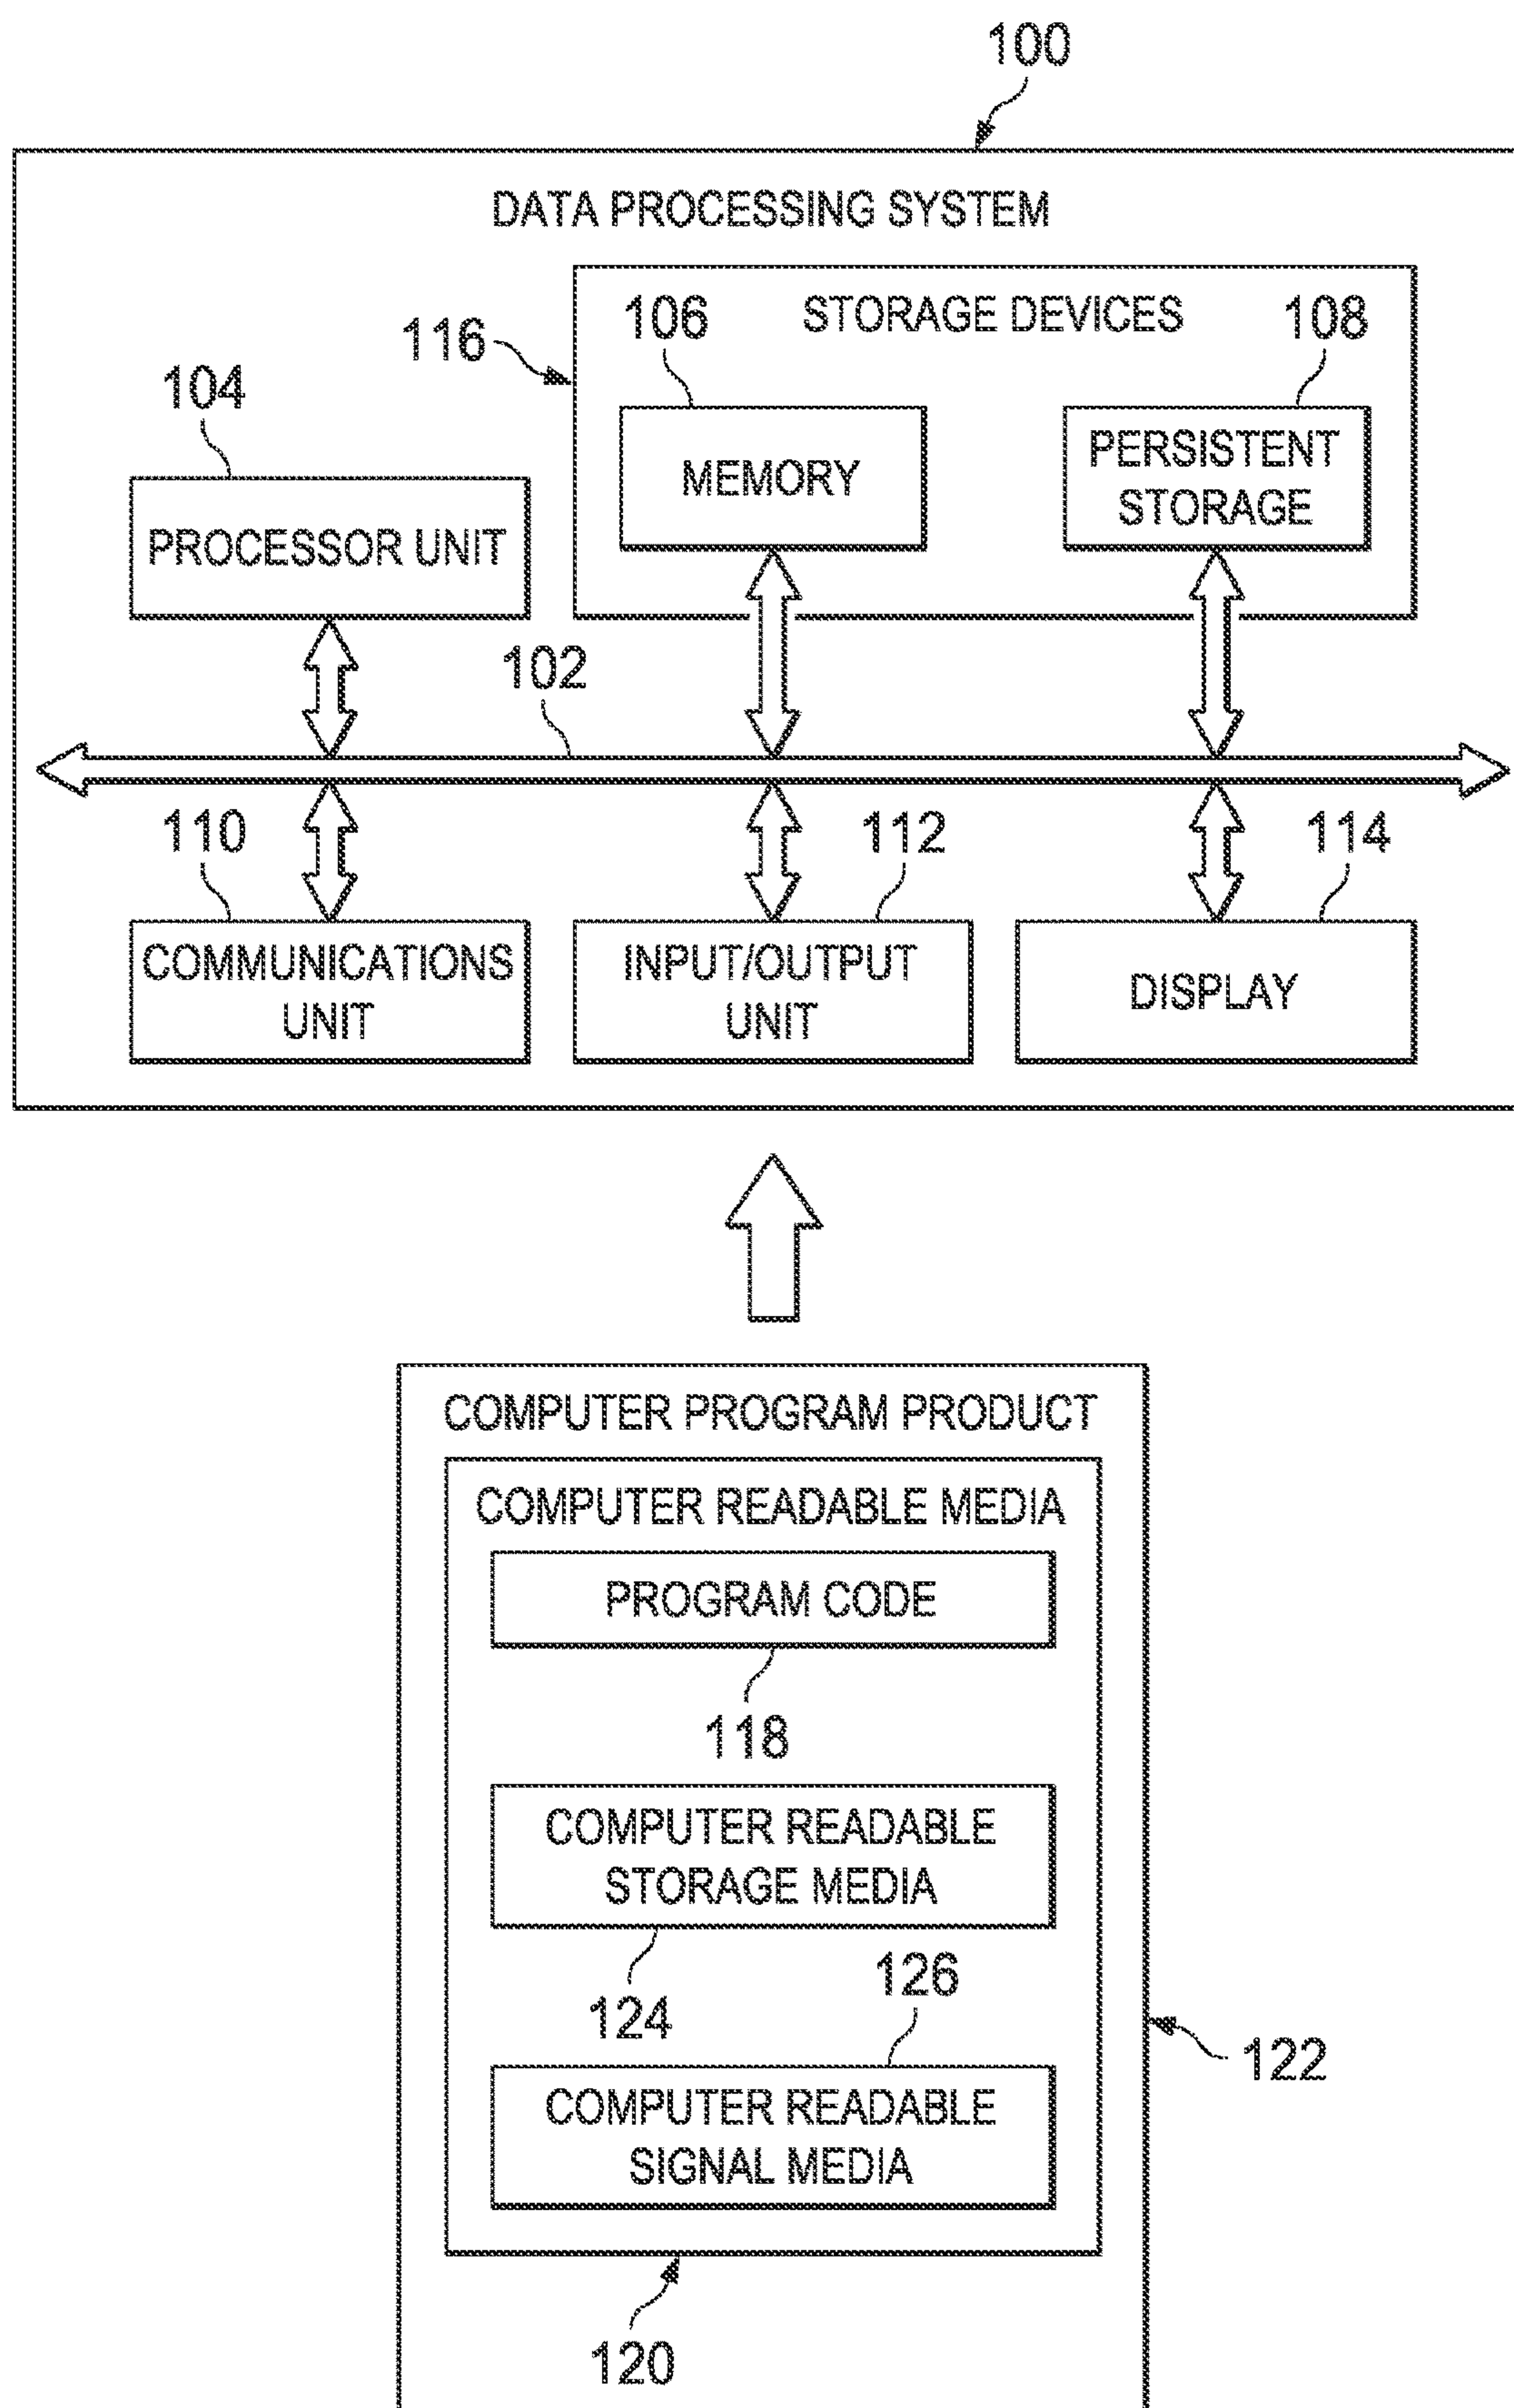 100
DATA PROCESSING SYSTEM
116
106
STORAGE DEVICES
108
104
MEMORY
PERSISTENT
STORAGE
PROCESSOR UNIT
102
110
112
114
COMMUNICATIONS
UNIT
INPUT/OUTPUT
UNIT
DISPLAY
COMPUTER PROGRAM PRODUCT
COMPUTER READABLE MEDIA
PROGRAM CODE
118
COMPUTER READABLE
STORAGE MEDIA
124
126
122
COMPUTER READABLE
SIGNAL MEDIA
120